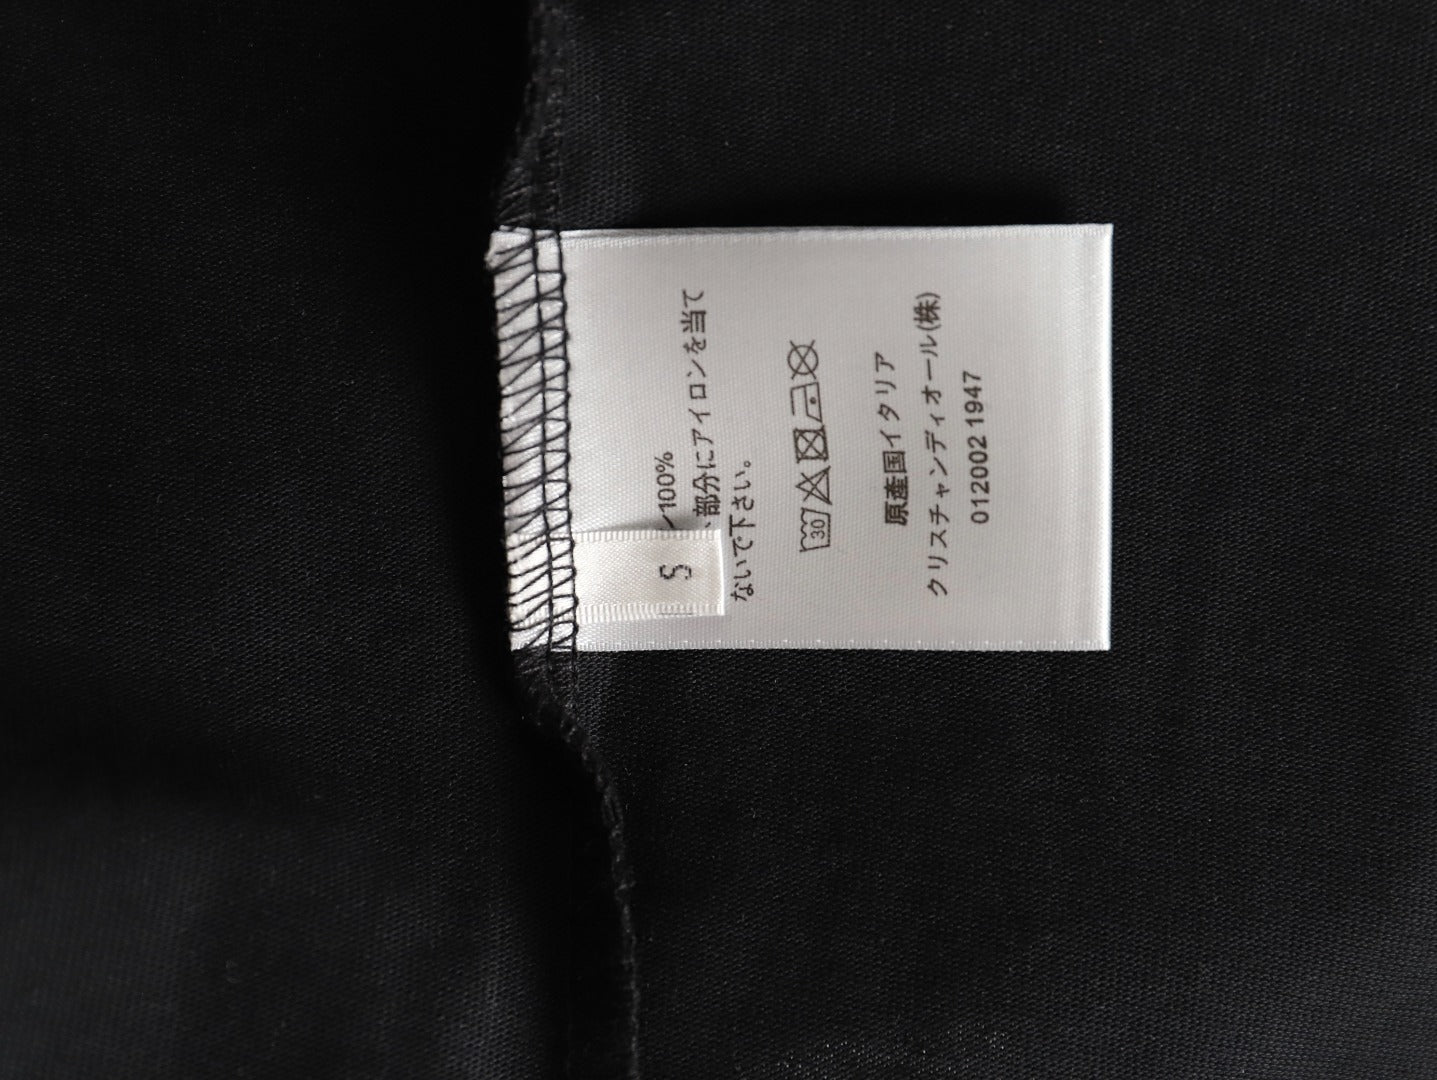 100%
部分にアイロンを当て
ないで下さい。
30
原産国イタリア
クリスチャンディオール(株)
012002 1947
S